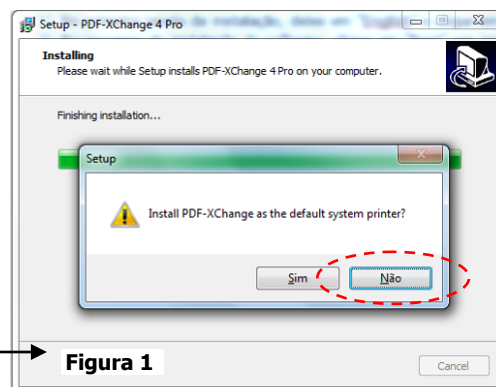 Setup - PDF-XChange 4 Pro
Installing
Please wait while Setup installs PDF-XChange 4 Pro on your computer.
Finishing installation...
Setup
Install PDF-XChange as the default system printer?
Sim
Não
Figura 1
Cancel